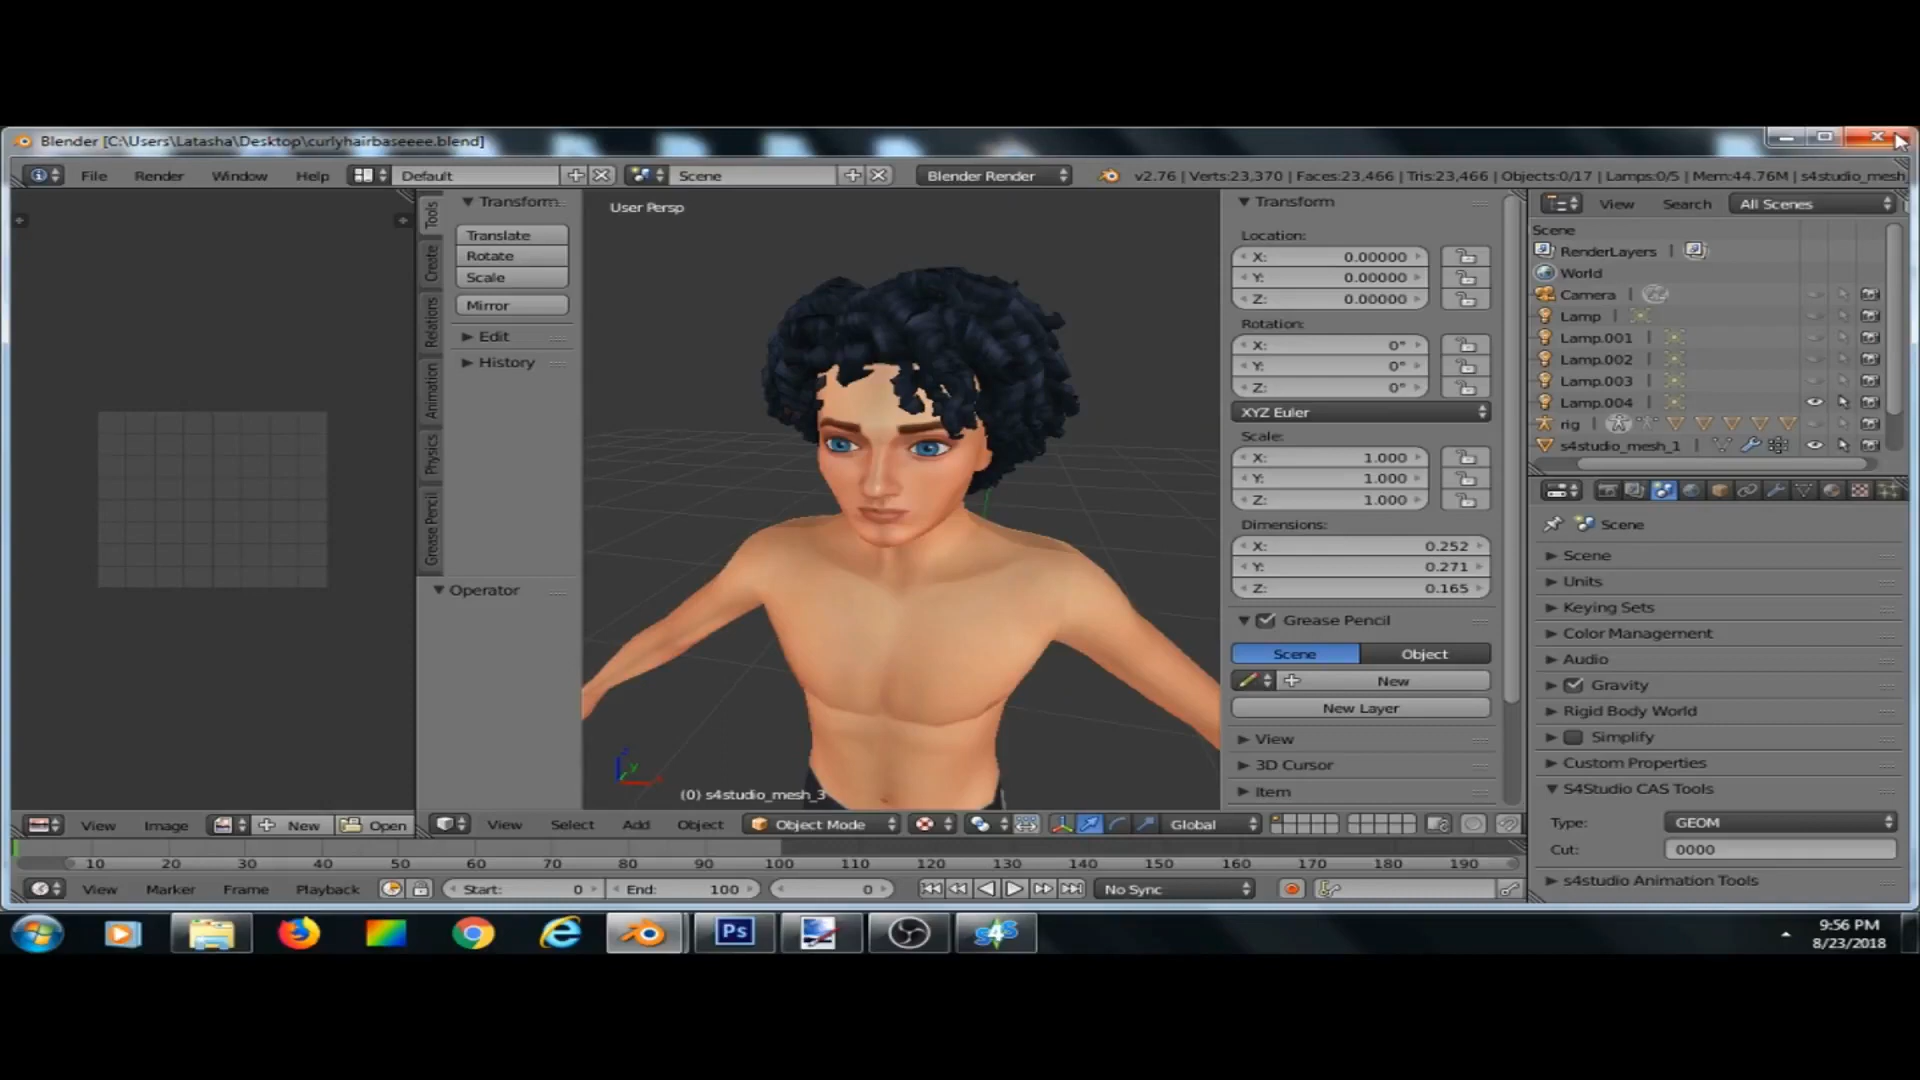 Blender [C:\Users\Latasha\Desktop\curlyhairbaseeee.blend]
File Render Window Help Default Scene Blender Render v2.76 | Verts:23,370 | Faces:23,466 | Tris:23,466 | Objects:0/17 | Lamps:0/5 | Mem:44.76M | s4studio_mesh
Tools
Create
Relations
Animation
Physics
Grease Pencil
Transform
Translate
Rotate
Scale
Mirror
Edit
History
Operator
User Persp
(0) s4studio_mesh_3
Transform
Location:
X: 0.00000
Y: 0.00000
Z: 0.00000
Rotation:
X: 0°
Y: 0°
Z: 0°
XYZ Euler
Scale:
X: 1.000
Y: 1.000
Z: 1.000
Dimensions:
X: 0.252
Y: 0.271
Z: 0.165
Grease Pencil
Scene Object
New
New Layer
View
3D Cursor
Item
View Search All Scenes
Scene
RenderLayers
World
Camera
Lamp
Lamp.001
Lamp.002
Lamp.003
Lamp.004
rig
s4studio_mesh_1
Scene
Scene
Units
Keying Sets
Color Management
Audio
Gravity
Rigid Body World
Simplify
Custom Properties
S4Studio CAS Tools
Type: GEOM
Cut: 0000
s4studio Animation Tools
View Image New Open
View Select Add Object Object Mode Global
10 20 30 40 50 60 70 80 90 100 110 120 130 140 150 160 170 180 190
View Marker Frame Playback Start: 0 End: 100 0 No Sync
Ps S4S
9:56 PM
8/23/2018